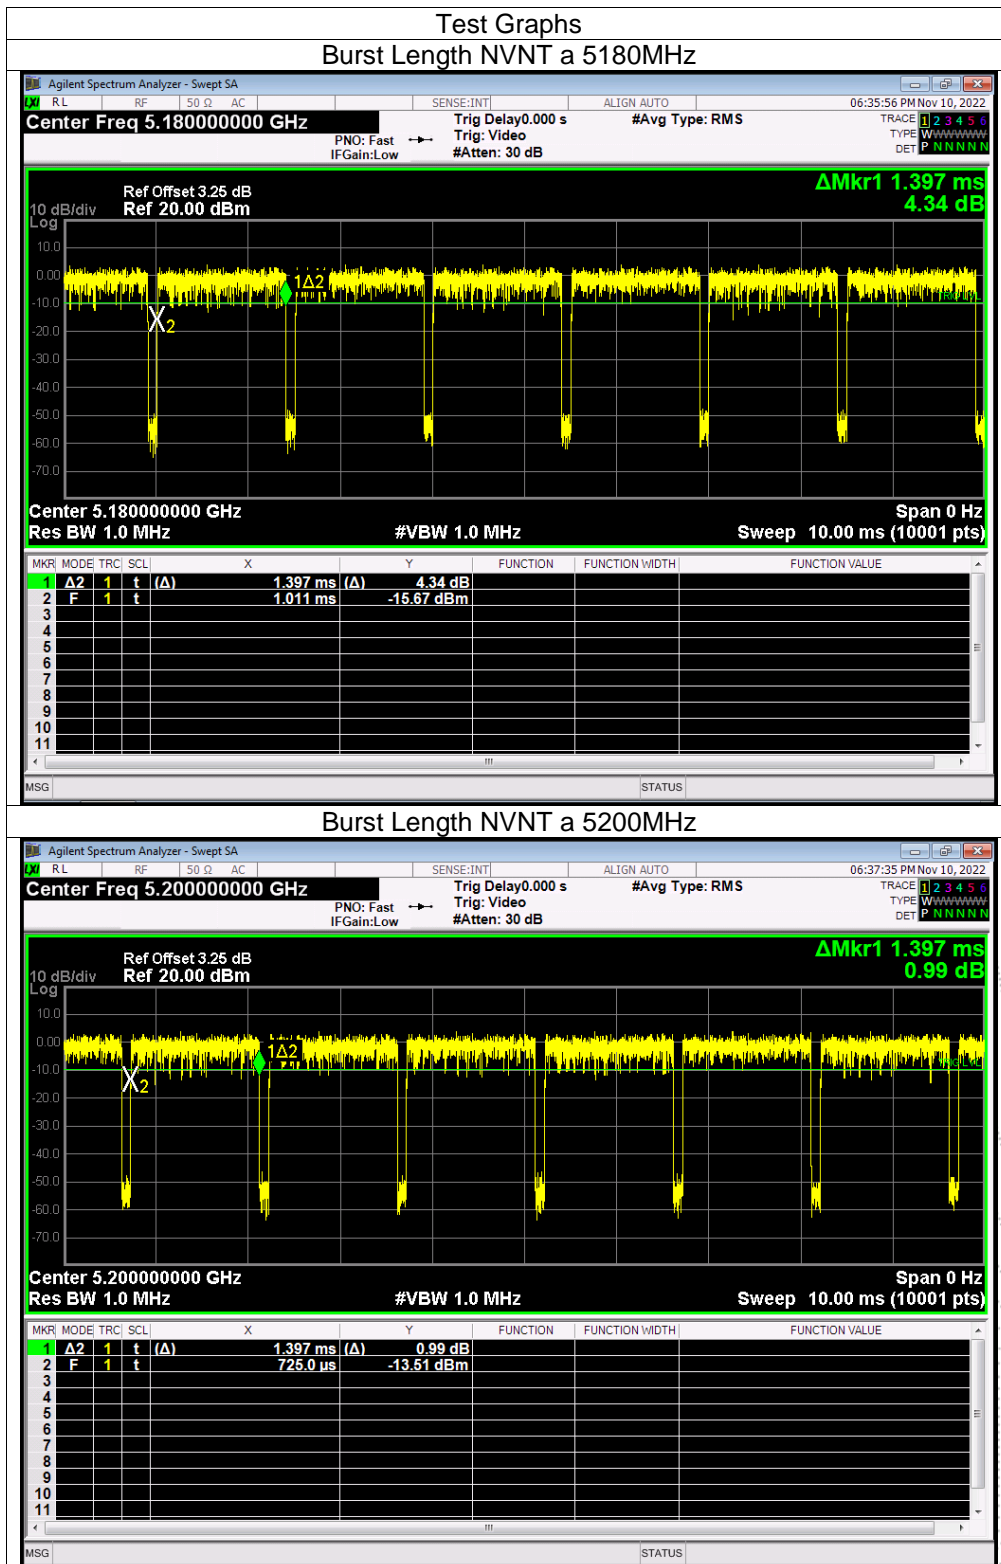 Test Graphs
Burst Length NVNT a 5180MHz
Agilent Spectrum Analyzer - Swept SA
LXI RL RF 50 Ω AC SENSE:INT ALIGN AUTO 06:35:56 PM Nov 10, 2022
Center Freq 5.180000000 GHz Trig Delay0.000 s #Avg Type: RMS TRACE 1 2 3 4 5 6
PNO: Fast Trig: Video TYPE WWWWWW
IFGain:Low #Atten: 30 dB DET P N N N N N
ΔMkr1 1.397 ms
Ref Offset 3.25 dB
10 dB/div Ref 20.00 dBm 4.34 dB
Log
10.0
0.00
1Δ2
-10.0
-20.0 X2
-30.0
-40.0
-50.0
-60.0
-70.0
Center 5.180000000 GHz Span 0 Hz
Res BW 1.0 MHz #VBW 1.0 MHz Sweep 10.00 ms (10001 pts)
MKR MODE TRC SCL X Y FUNCTION FUNCTION WIDTH FUNCTION VALUE
1 Δ2 1 t (Δ) 1.397 ms (Δ) 4.34 dB
2 F 1 t 1.011 ms -15.67 dBm
3
4
5
6
7
8
9
10
11
MSG STATUS
Burst Length NVNT a 5200MHz
Agilent Spectrum Analyzer - Swept SA
LXI RL RF 50 Ω AC SENSE:INT ALIGN AUTO 06:37:35 PM Nov 10, 2022
Center Freq 5.200000000 GHz Trig Delay0.000 s #Avg Type: RMS TRACE 1 2 3 4 5 6
PNO: Fast Trig: Video TYPE WWWWWW
IFGain:Low #Atten: 30 dB DET P N N N N N
ΔMkr1 1.397 ms
Ref Offset 3.25 dB
10 dB/div Ref 20.00 dBm 0.99 dB
Log
10.0
0.00
1Δ2
-10.0
X2
-20.0
-30.0
-40.0
-50.0
-60.0
-70.0
Center 5.200000000 GHz Span 0 Hz
Res BW 1.0 MHz #VBW 1.0 MHz Sweep 10.00 ms (10001 pts)
MKR MODE TRC SCL X Y FUNCTION FUNCTION WIDTH FUNCTION VALUE
1 Δ2 1 t (Δ) 1.397 ms (Δ) 0.99 dB
2 F 1 t 725.0 µs -13.51 dBm
3
4
5
6
7
8
9
10
11
MSG STATUS